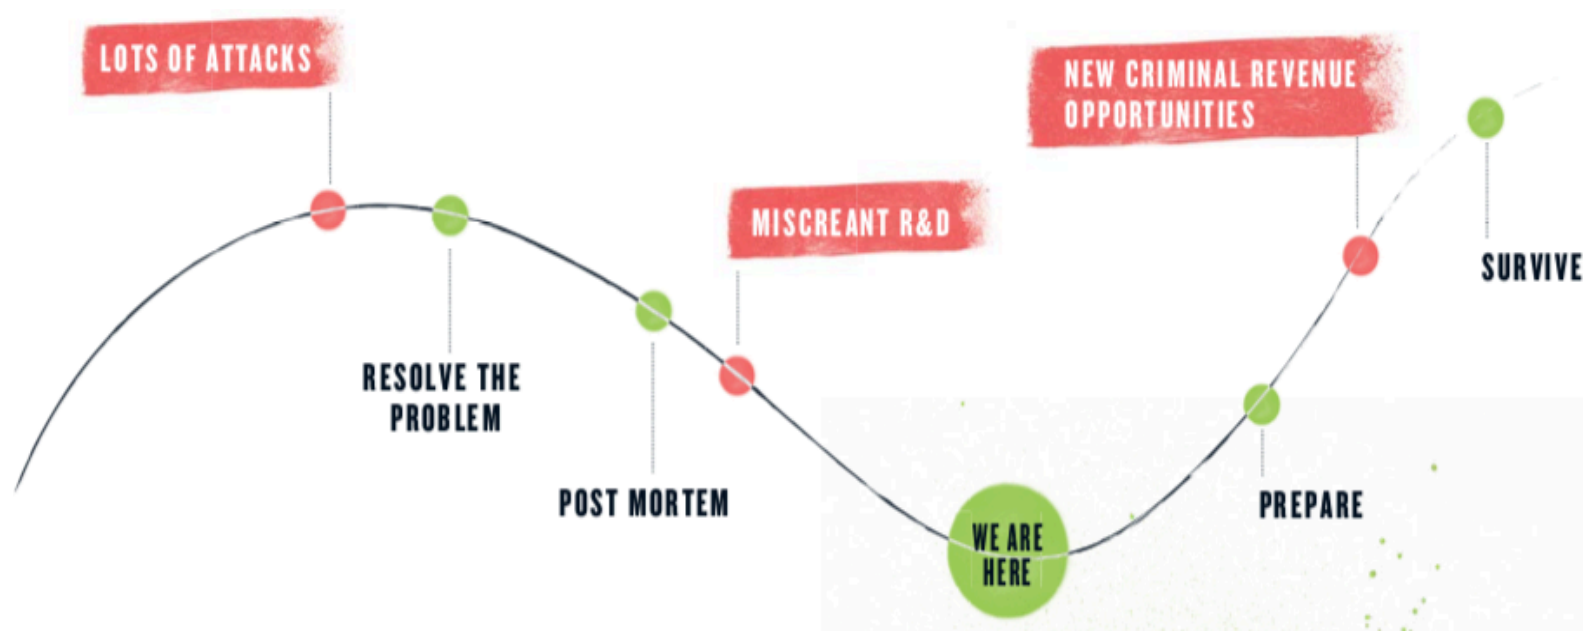 LOTS OF ATTACKS
NEW CRIMINAL REVENUE
OPPORTUNITIES
MISCREANT R&D
SURVIVE
RESOLVE THE
PROBLEM
POST MORTEM
PREPARE
WE ARE
HERE